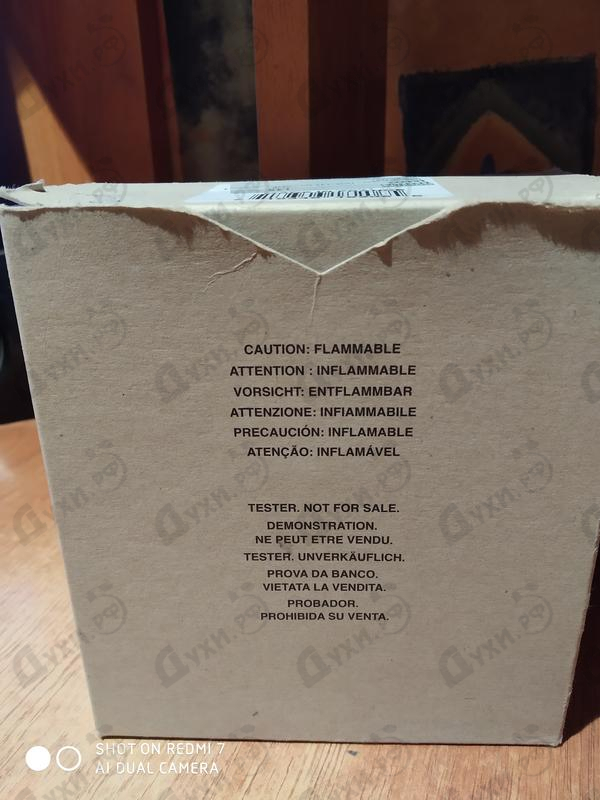 CAUTION: FLAMMABLE
ATTENTION : INFLAMMABLE
VORSICHT: ENTFLAMMBAR
ATTENZIONE: INFIAMMABILE
PRECAUCIÓN: INFLAMABLE
ATENÇÃO: INFLAMÁVEL
TESTER. NOT FOR SALE.
DEMONSTRATION.
NE PEUT ETRE VENDU.
TESTER. UNVERKÄUFLICH.
PROVA DA BANCO.
VIETATA LA VENDITA.
PROBADOR.
PROHIBIDA SU VENTA.
SHOT ON REDMI 7
AI DUAL CAMERA
Духи.рф